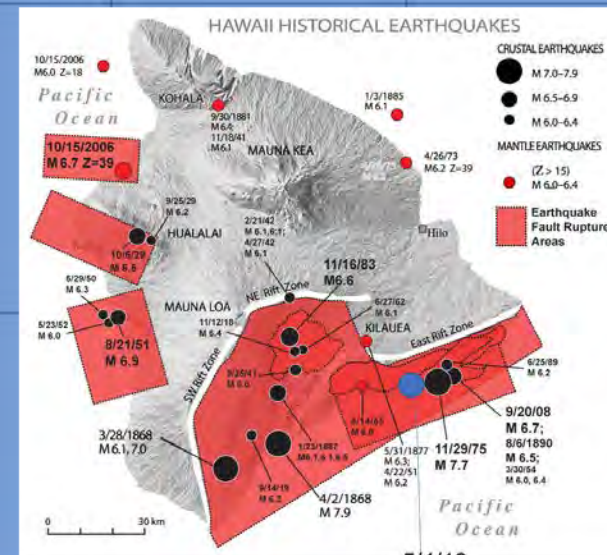 HAWAII HISTORICAL EARTHQUAKES
10/15/2006
M6.0 Z=18
Pacific
Ocean
KOHALA
9/30/1881
M6.4;
11/18/41
M6.1
1/3/1885
M 6.1
CRUSTAL EARTHQUAKES
M 7.0–7.9
M 6.5–6.9
M 6.0–6.4
MANTLE EARTHQUAKES
(Z > 15)
M 6.0–6.4
Earthquake
Fault Rupture
Areas
10/15/2006
M 6.7 Z=39
MAUNA KEA
4/26/73
M6.2 Z=39
9/25/29
M 6.2
HUALALAI
10/6/29
M 6.5
2/21/42
M 6.1,6.1;
4/27/42
M 6.1
Hilo
11/16/83
M6.6
NE Rift Zone
5/29/50
M 6.3
MAUNA LOA
5/23/52
M 6.0
8/21/51
M 6.9
11/12/18
M 6.4
6/27/62
M 6.1
KILAUEA
East Rift Zone
SW Rift Zone
6/25/89
M 6.2
3/28/1868
M 6.1, 7.0
9/14/19
M 6.2
4/2/1868
M 7.9
5/31/1877
M 6.3;
4/22/51
M 6.2
11/29/75
M 7.7
9/20/08
M 6.7;
8/6/1890
M 6.5;
3/30/54
M 6.0, 6.4
Pacific
Ocean
0 30 km